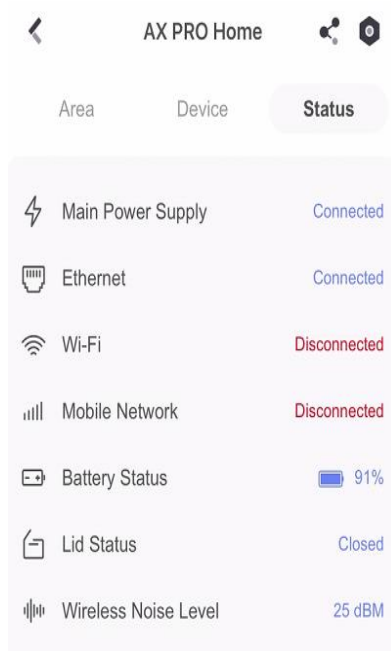 AX PRO Home
Area Device Status
Main Power Supply Connected
Ethernet Connected
Wi-Fi Disconnected
Mobile Network Disconnected
Battery Status 91%
Lid Status Closed
Wireless Noise Level 25 dBM